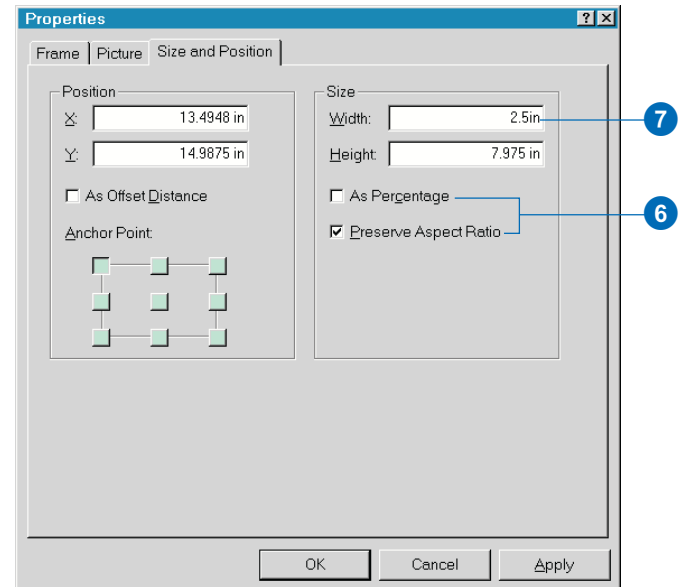 Properties
? ×
Frame Picture Size and Position
Position
X: 13.4948 in
Y: 14.9875 in
As Offset Distance
Anchor Point:
Size
Width: 2.5in
Height: 7.975 in
As Percentage
Preserve Aspect Ratio
7
6
OK Cancel Apply